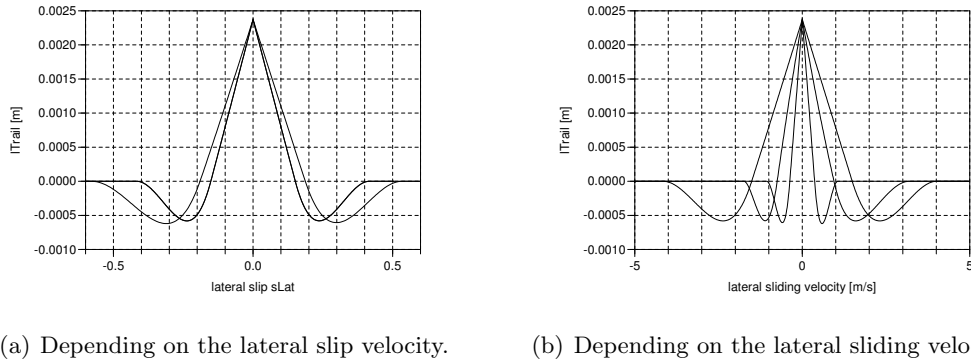 0.0025
0.0020
0.0015
0.0010
0.0005
0.0000
-0.0005
-0.0010
lTrail [m]
-0.5 0.0 0.5
lateral slip sLat
0.0025
0.0020
0.0015
0.0010
0.0005
0.0000
-0.0005
-0.0010
lTrail [m]
-5 0 5
lateral sliding velocity [m/s]
(a) Depending on the lateral slip velocity.
(b) Depending on the lateral sliding velo